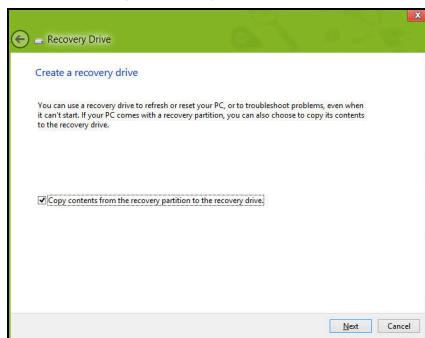 x
Recovery Drive
Create a recovery drive
You can use a recovery drive to refresh or reset your PC, or to troubleshoot problems, even when
it can't start. If your PC comes with a recovery partition, you can also choose to copy its contents
to the recovery drive.
Copy contents from the recovery partition to the recovery drive.
Next Cancel